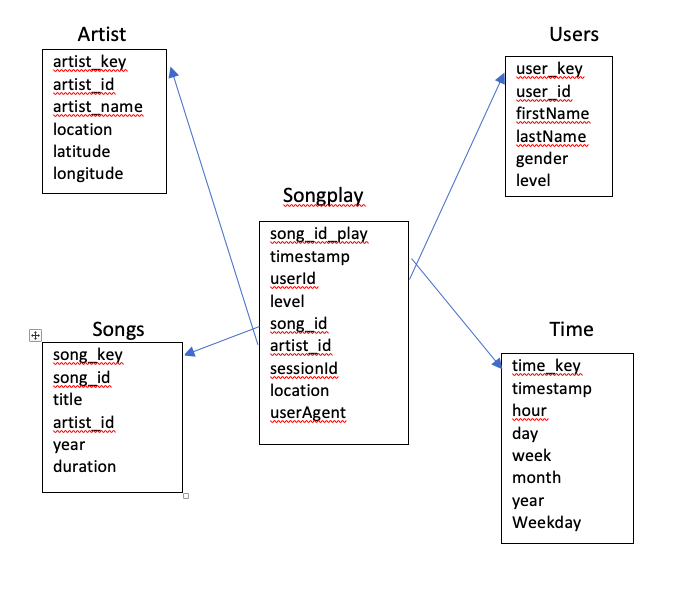 Artist
artist_key
artist_id
artist_name
location
latitude
longitude
Users
user_key
user_id
firstName
lastName
gender
level
Songplay
song_id_play
timestamp
userId
level
song_id
artist_id
sessionId
location
userAgent
Songs
song_key
song_id
title
artist_id
year
duration
Time
time_key
timestamp
hour
day
week
month
year
Weekday